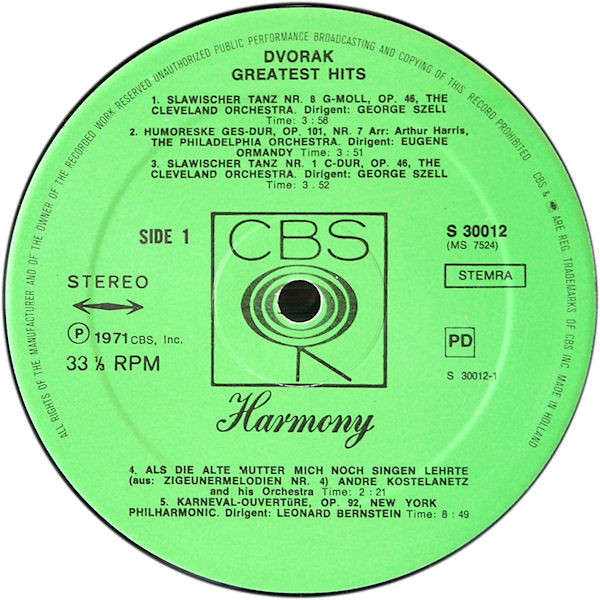 ALL RIGHTS OF THE MANUFACTURER AND OF THE OWNER OF THE RECORDED WORK RESERVED UNAUTHORIZED PUBLIC PERFORMANCE BROADCASTING AND COPYING OF THIS RECORD PROHIBITED. CBS & ARE REG. TRADEMARKS OF CBS INC. MADE IN HOLLAND
DVORAK
GREATEST HITS
1. SLAWISCHER TANZ NR. 8 G-MOLL, OP. 46, THE
CLEVELAND ORCHESTRA. Dirigent: GEORGE SZELL
Time: 3:58
2. HUMORESKE GES-DUR, OP. 101, NR. 7 Arr: Arthur Harris,
THE PHILADELPHIA ORCHESTRA. Dirigent: EUGENE
ORMANDY Time: 3:51
3. SLAWISCHER TANZ NR. 1 C-DUR, OP. 46, THE
CLEVELAND ORCHESTRA. Dirigent: GEORGE SZELL
Time: 3:52
SIDE 1
CBS
S 30012
(MS 7524)
STEREO
STEMRA
Ⓟ 1971 CBS, Inc.
PD
33 ⅓ RPM
S 30012-1
Harmony
4. ALS DIE ALTE MUTTER MICH NOCH SINGEN LEHRTE
(aus: ZIGEUNERMELODIEN NR. 4) ANDRE KOSTELANETZ
and his Orchestra Time: 2:21
5. KARNEVAL-OUVERTüRE, OP. 92, NEW YORK
PHILHARMONIC. Dirigent: LEONARD BERNSTEIN Time: 8:49